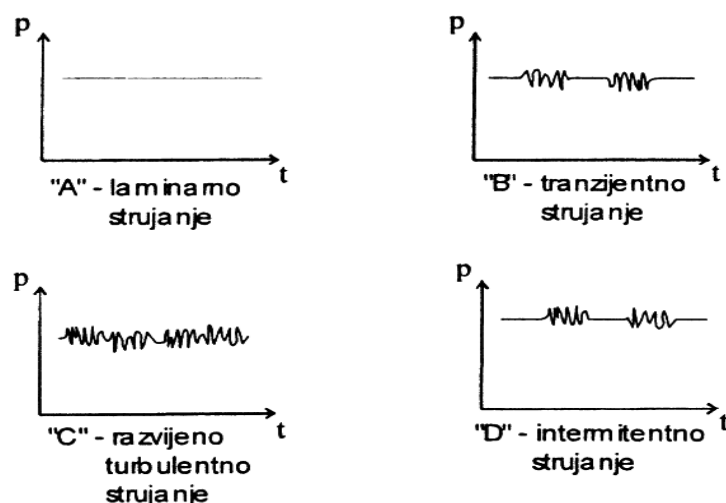 p
t
"A" - laminarno
strujanje
p
t
"B" - tranzijentno
strujanje
p
t
"C" - razvijeno
turbulentno
strujanje
p
t
"D" - intermitentno
strujanje